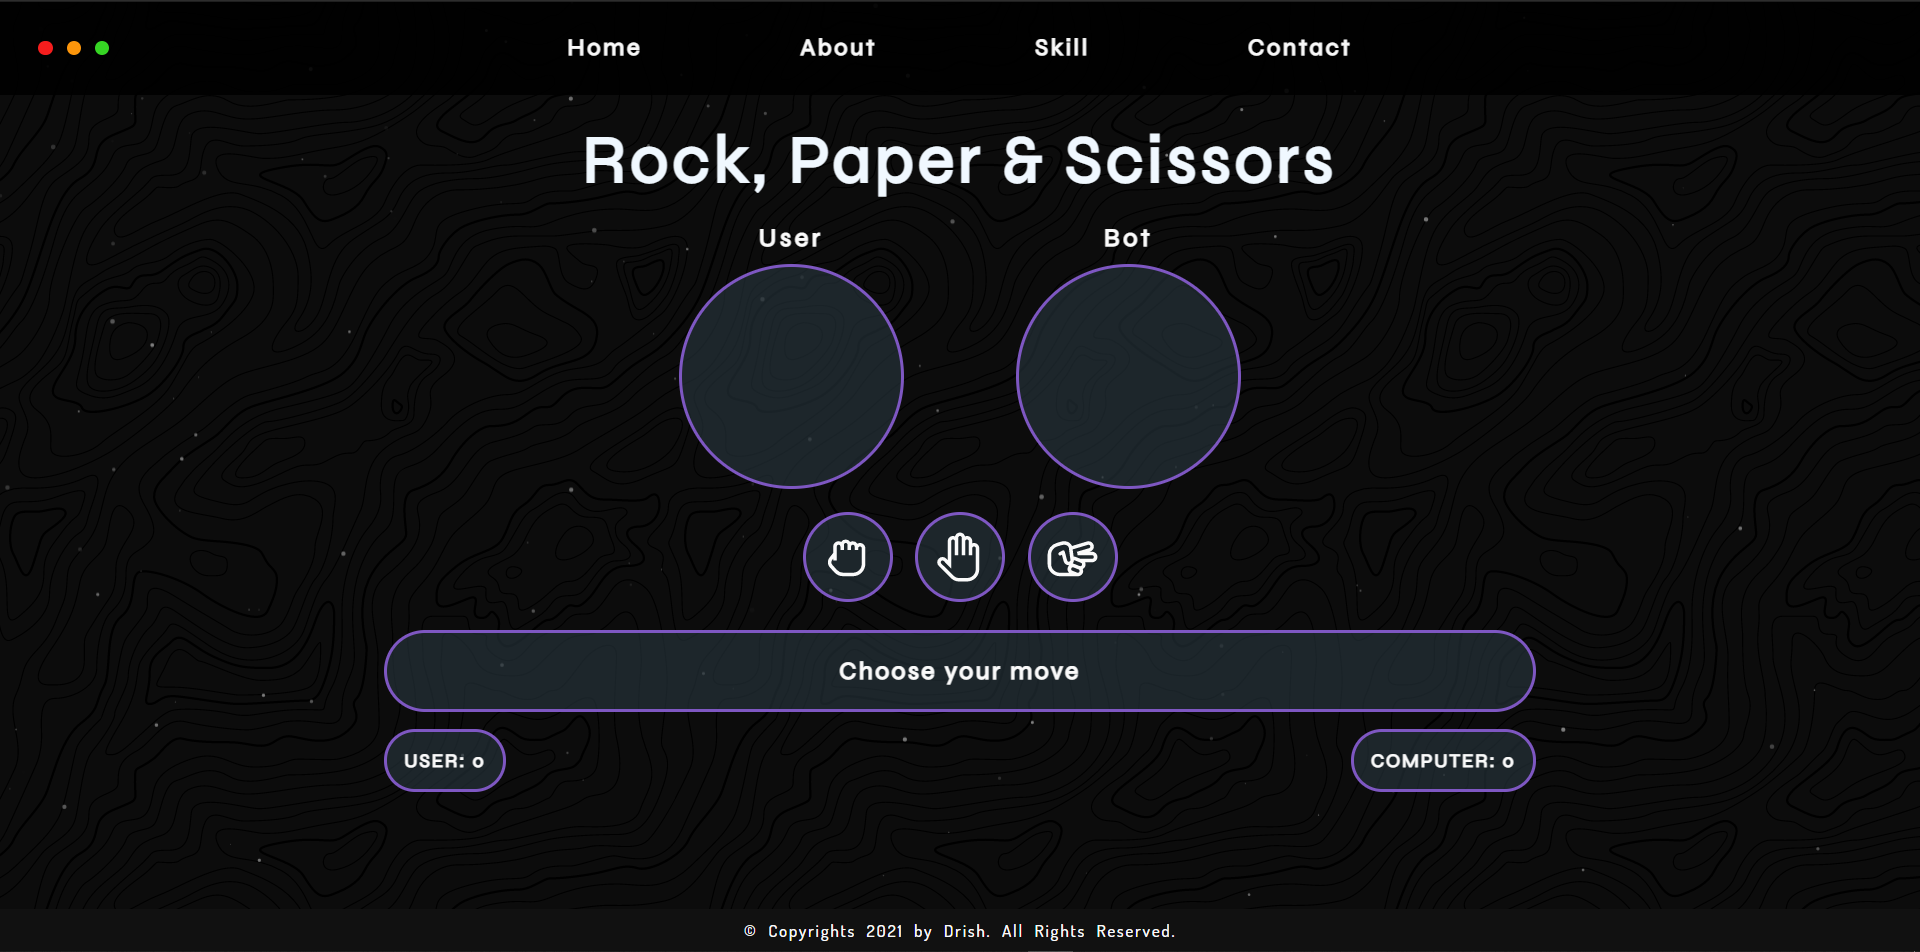 Home About Skill Contact
Rock, Paper & Scissors
User Bot
Choose your move
USER: 0 COMPUTER: 0
© Copyrights 2021 by Drish. All Rights Reserved.